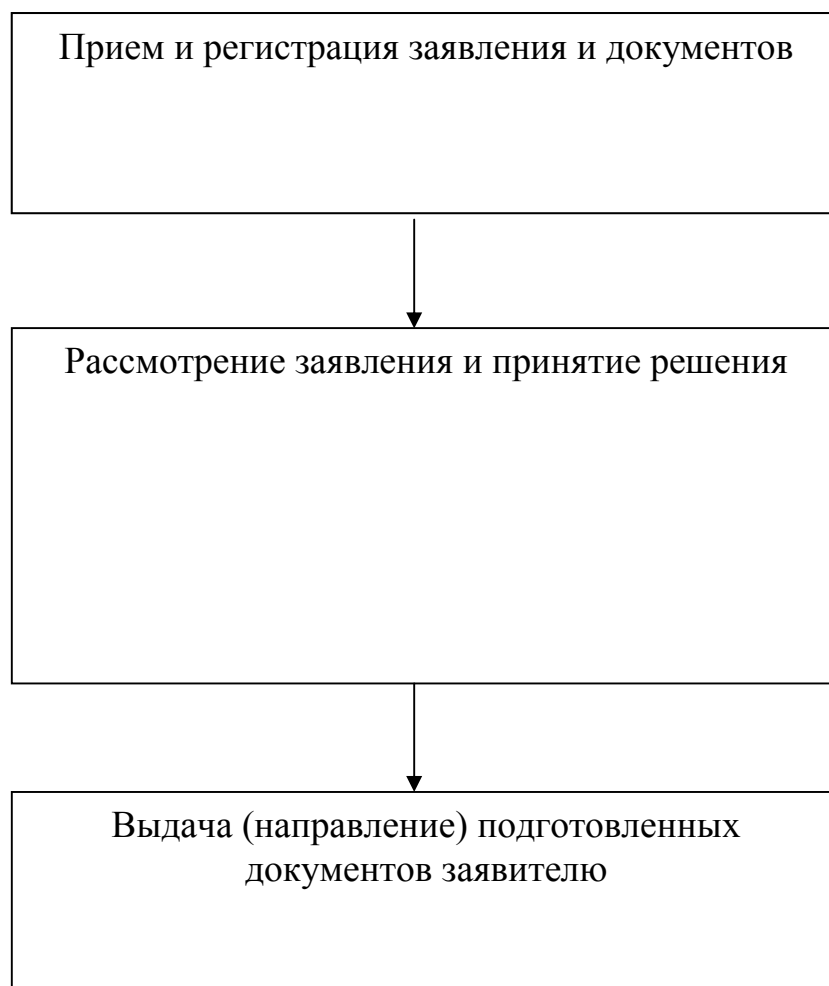 Прием и регистрация заявления и документов
Рассмотрение заявления и принятие решения
Выдача (направление) подготовленных
документов заявителю